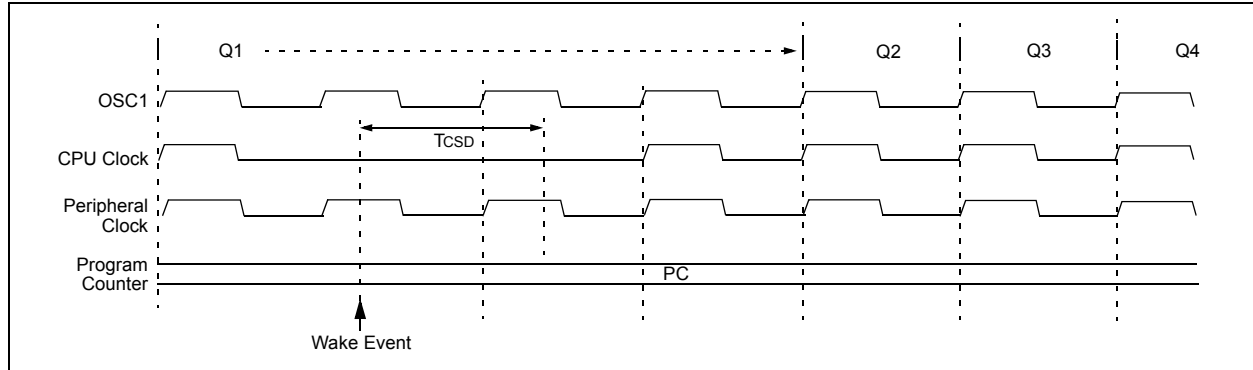 Q1 Q2 Q3 Q4
OSC1
TCSD
CPU Clock
Peripheral
Clock
Program
Counter
PC
Wake Event